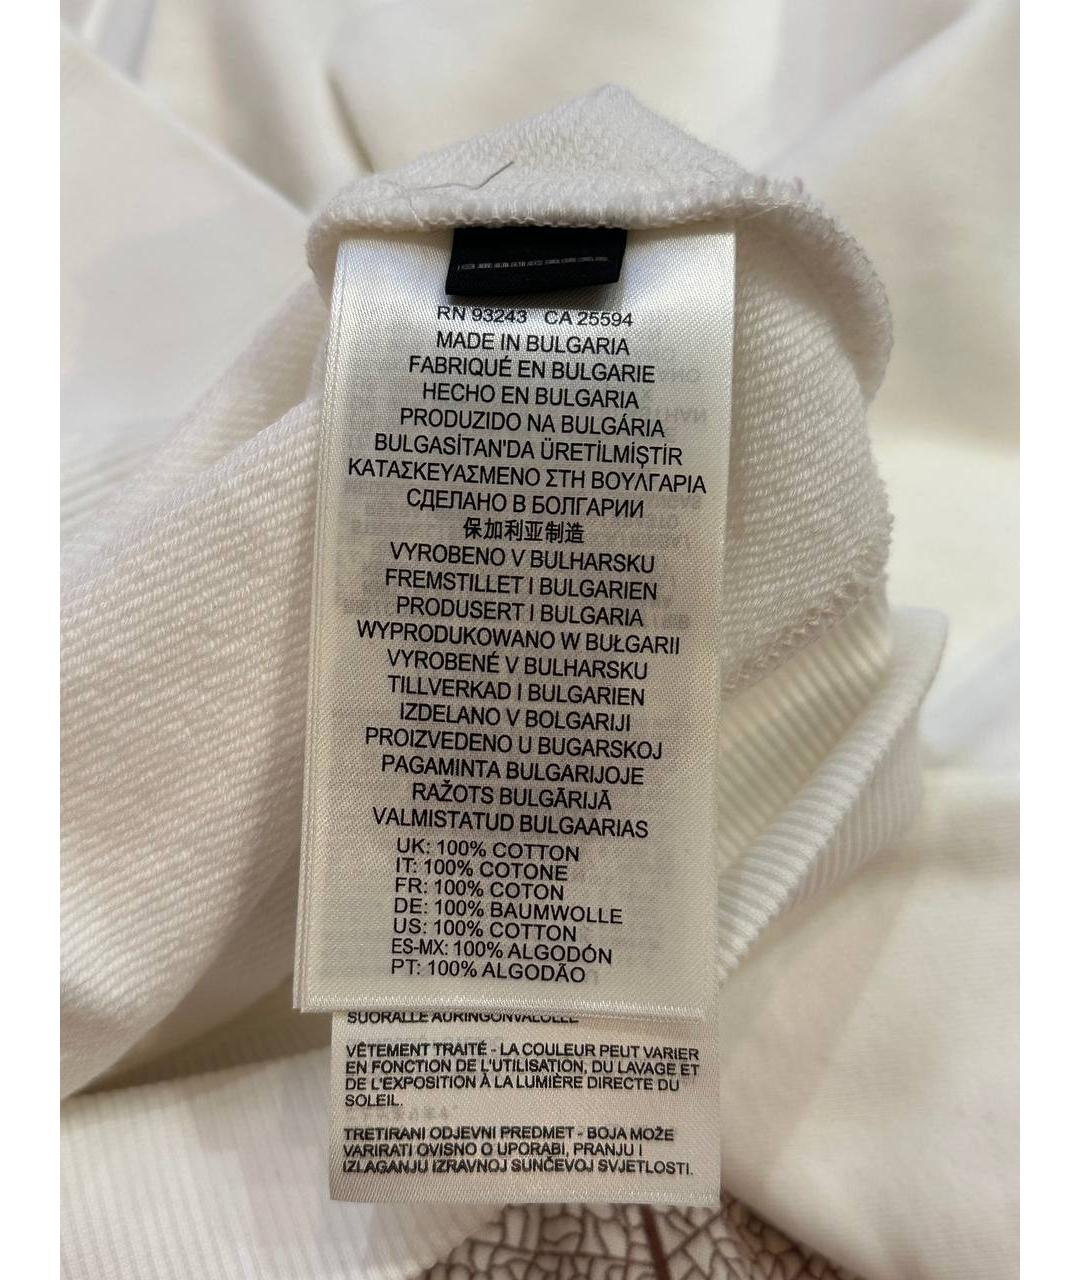 RN 93243 CA 25594
MADE IN BULGARIA
FABRIQUÉ EN BULGARIE
HECHO EN BULGARIA
PRODUZIDO NA BULGÁRIA
BULGASİTAN'DA ÜRETİLMİŞTİR
ΚΑΤΑΣΚΕΥΑΣΜΕΝΟ ΣΤΗ ΒΟΥΛΓΑΡΙΑ
СДЕЛАНО В БОЛГАРИИ
保加利亚制造
VYROBENO V BULHARSKU
FREMSTILLET I BULGARIEN
PRODUSERT I BULGARIA
WYPRODUKOWANO W BUŁGARII
VYROBENÉ V BULHARSKU
TILLVERKAD I BULGARIEN
IZDELANO V BOLGARIJI
PROIZVEDENO U BUGARSKOJ
PAGAMINTA BULGARIJOJE
RAŽOTS BULGĀRIJĀ
VALMISTATUD BULGAARIAS
UK: 100% COTTON
IT: 100% COTONE
FR: 100% COTON
DE: 100% BAUMWOLLE
US: 100% COTTON
ES-MX: 100% ALGODÓN
PT: 100% ALGODÃO
SUORALLE AURINGONVALOLLE
VÊTEMENT TRAITÉ - LA COULEUR PEUT VARIER
EN FONCTION DE L'UTILISATION, DU LAVAGE ET
DE L'EXPOSITION À LA LUMIÈRE DIRECTE DU
SOLEIL.
TRETIRANI ODJEVNI PREDMET - BOJA MOŽE
VARIRATI OVISNO O UPORABI, PRANJU I
IZLAGANJU IZRAVNOJ SUNČEVOJ SVJETLOSTI.